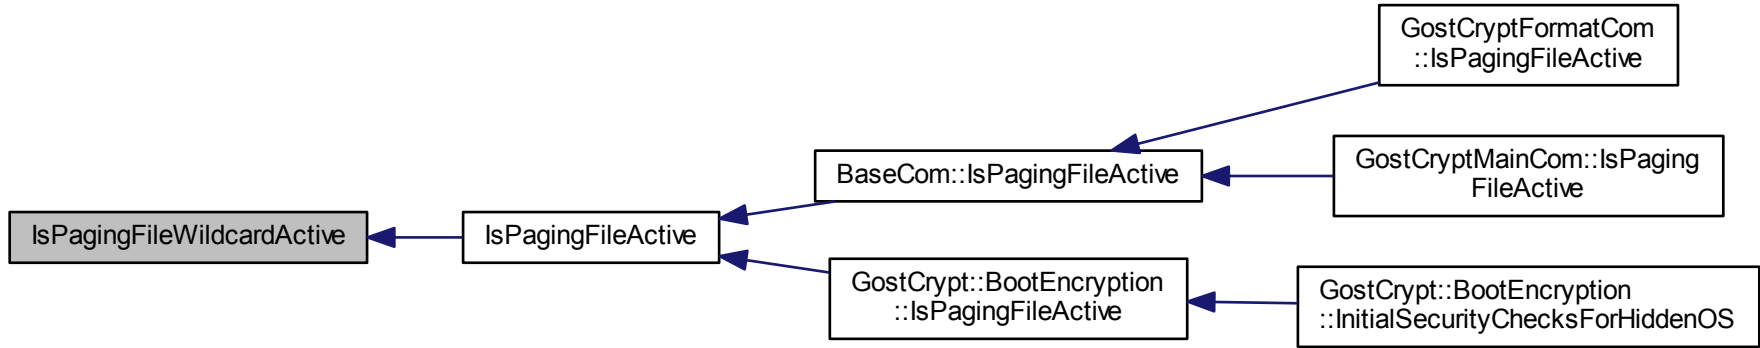 IsPagingFileWildcardActive
IsPagingFileActive
BaseCom::IsPagingFileActive
GostCryptFormatCom
::IsPagingFileActive
GostCryptMainCom::IsPaging
FileActive
GostCrypt::BootEncryption
::IsPagingFileActive
GostCrypt::BootEncryption
::InitialSecurityChecksForHiddenOS